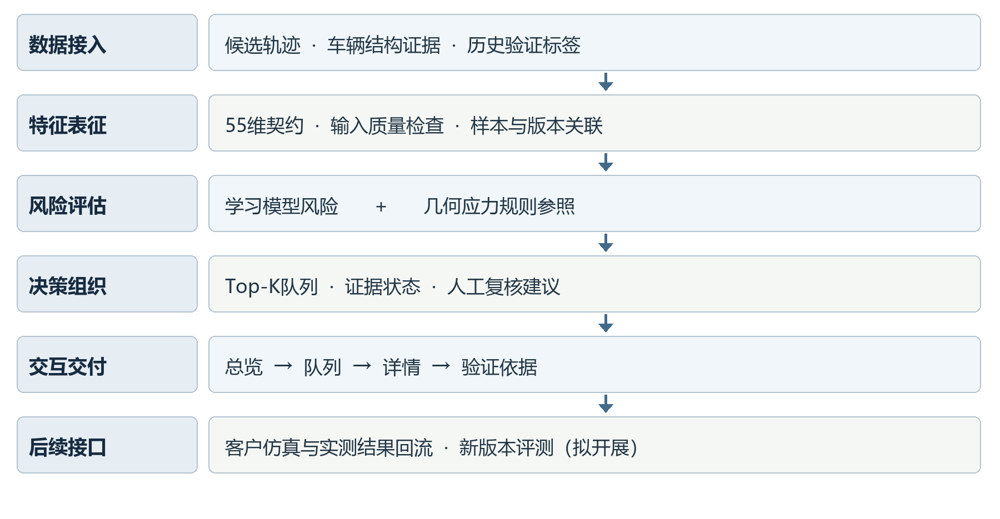 数据接入
候选轨迹 · 车辆结构证据 · 历史验证标签
特征表征
55维契约 · 输入质量检查 · 样本与版本关联
风险评估
学习模型风险 + 几何应力规则参照
决策组织
Top-K队列 · 证据状态 · 人工复核建议
交互交付
总览 → 队列 → 详情 → 验证依据
后续接口
客户仿真与实测结果回流 · 新版本评测（拟开展）